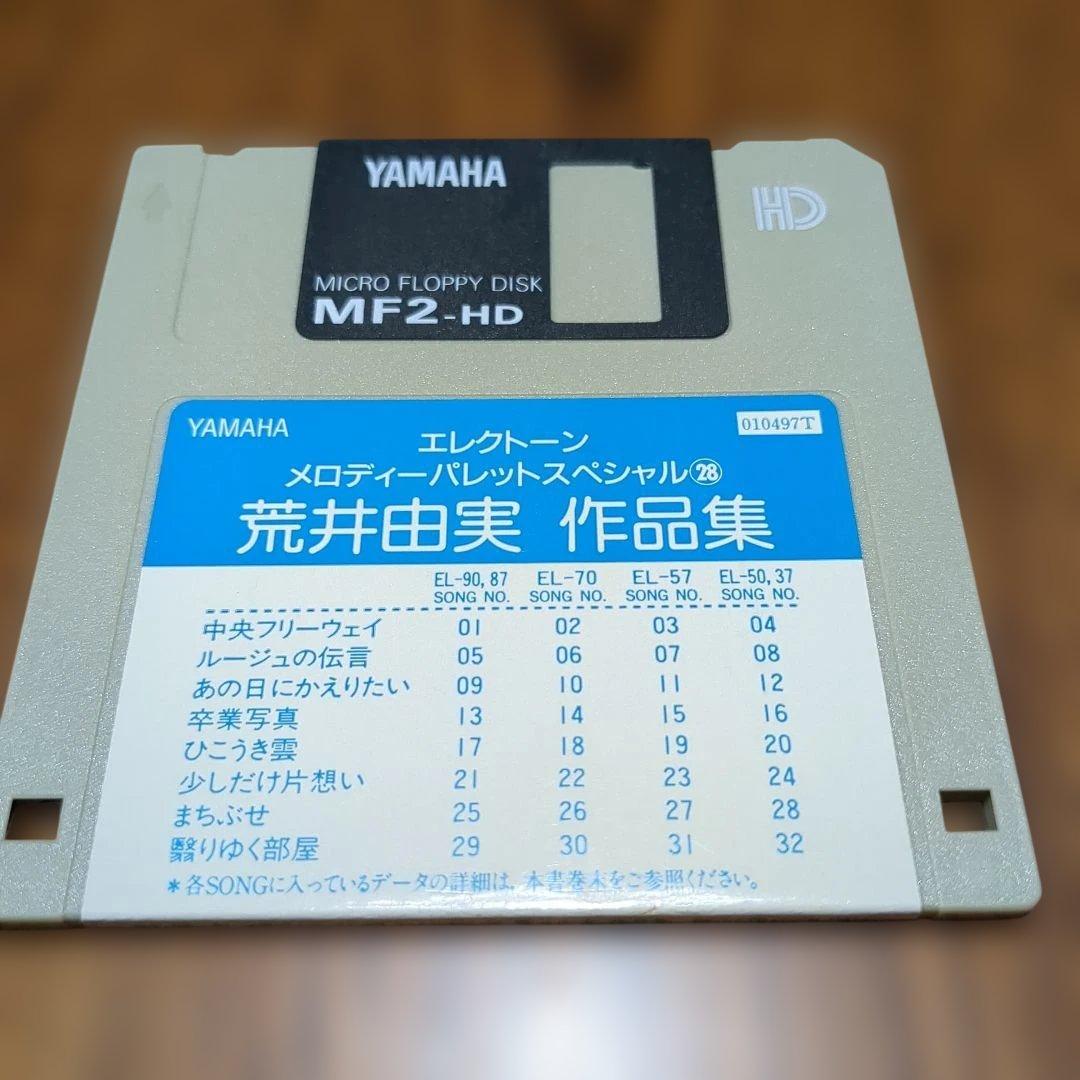 YAMAHA
HD
MICRO FLOPPY DISK
MF2-HD
YAMAHA
010497T
エレクトーン
メロディーパレットスペシャル㉘
荒井由実 作品集
EL-90, 87 EL-70 EL-57 EL-50, 37
SONG NO. SONG NO. SONG NO. SONG NO.
中央フリーウェイ 01 02 03 04
ルージュの伝言 05 06 07 08
あの日にかえりたい 09 10 11 12
卒業写真 13 14 15 16
ひこうき雲 17 18 19 20
少しだけ片想い 21 22 23 24
まちぶせ 25 26 27 28
翳りゆく部屋 29 30 31 32
*各SONGに入っているデータの詳細は、本書巻末をご参照ください。